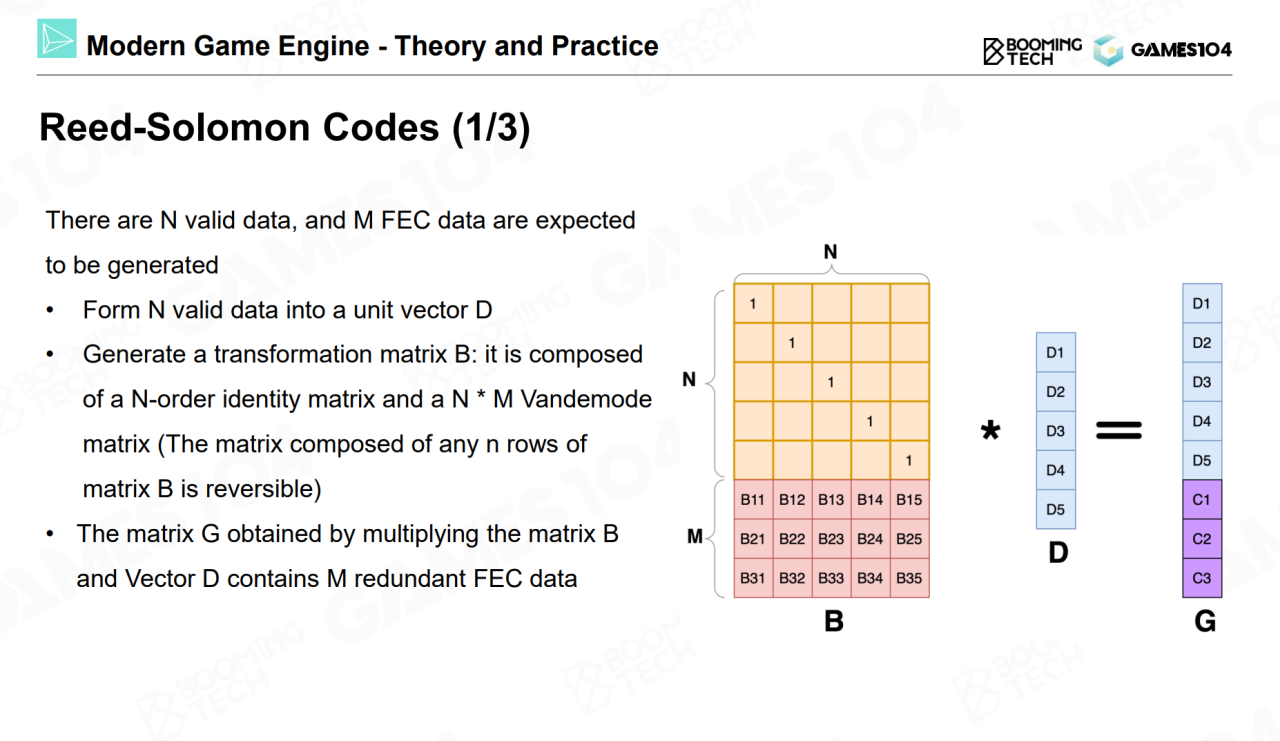 Modern Game Engine - Theory and Practice
BOOMING
TECH
GAMES104
Reed-Solomon Codes (1/3)
There are N valid data, and M FEC data are expected
to be generated
• Form N valid data into a unit vector D
• Generate a transformation matrix B: it is composed
of a N-order identity matrix and a N * M Vandemode
matrix (The matrix composed of any n rows of
matrix B is reversible)
• The matrix G obtained by multiplying the matrix B
and Vector D contains M redundant FEC data
N
N
M
1
1
1
1
1
B11 B12 B13 B14 B15
B21 B22 B23 B24 B25
B31 B32 B33 B34 B35
B
*
D1
D2
D3
D4
D5
D
=
D1
D2
D3
D4
D5
C1
C2
C3
G